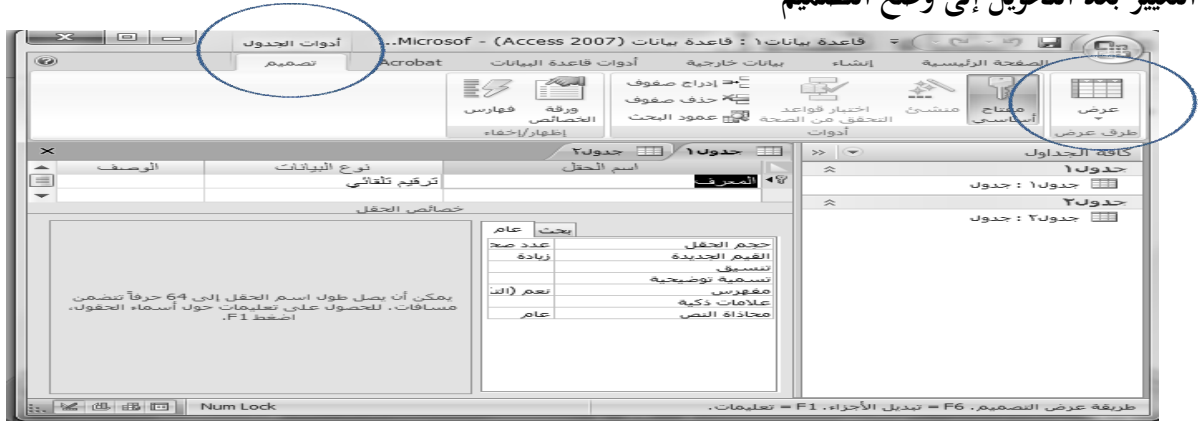 التغيير بعد التحويل إلى وضع التصميم
قاعدة بيانات١ : قاعدة بيانات (Access 2007) - Microsof...
أدوات الجدول
الصفحة الرئيسية
إنشاء
بيانات خارجية
أدوات قاعدة البيانات
Acrobat
تصميم
عرض
طرق عرض
مفتاح أساسي
منشئ
اختبار قواعد التحقق من الصحة
إدراج صفوف
حذف صفوف
عمود البحث
أدوات
ورقة الخصائص
فهارس
إظهار/إخفاء
كافة الجداول
جدول١
جدول١ : جدول
جدول٢
جدول٢ : جدول
جدول١
جدول٢
اسم الحقل
نوع البيانات
الوصف
المعرف
ترقيم تلقائي
خصائص الحقل
عام
بحث
حجم الحقل
القيم الجديدة
زيادة
تنسيق
تسمية توضيحية
مفهرس
نعم
علامات ذكية
محاذاة النص
عام
يمكن أن يصل طول اسم الحقل إلى 64 حرفاً تتضمن
مسافات. للحصول على تعليمات حول أسماء الحقول،
اضغط F1.
طريقة عرض التصميم. F6 = تبديل الأجزاء. F1 = تعليمات.
Num Lock